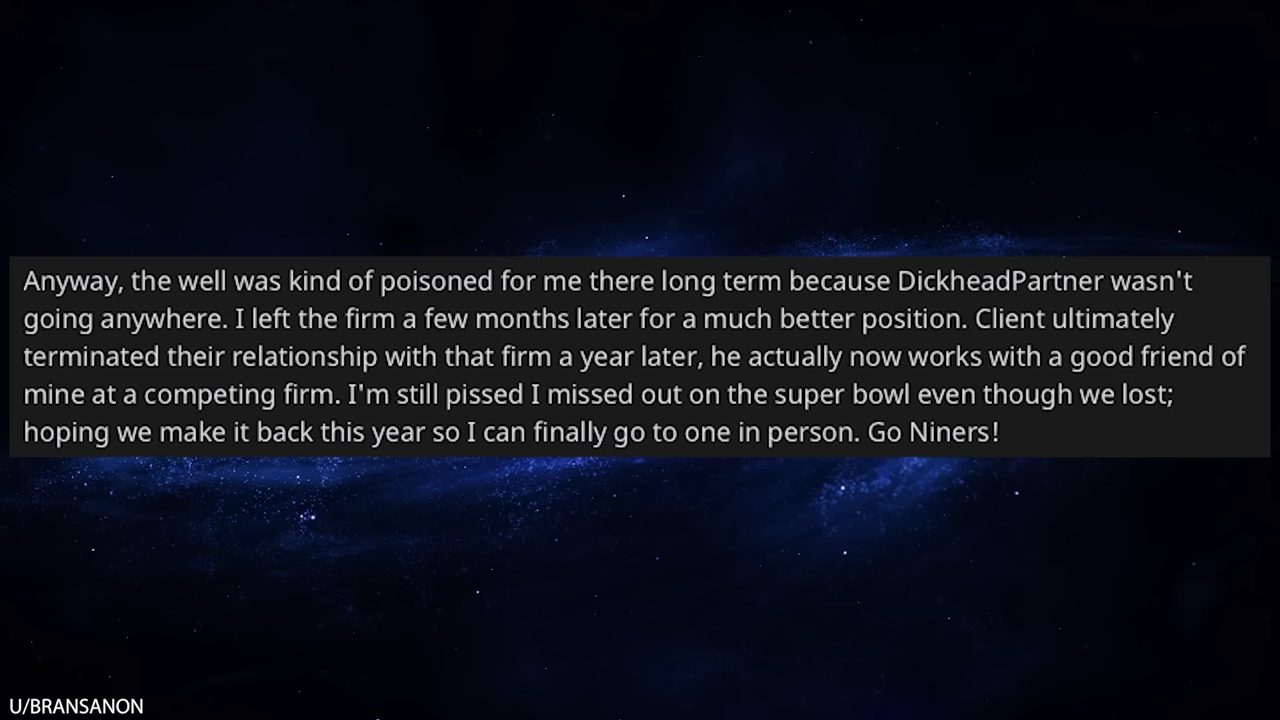 Anyway, the well was kind of poisoned for me there long term because DickheadPartner wasn't
going anywhere. I left the firm a few months later for a much better position. Client ultimately
terminated their relationship with that firm a year later, he actually now works with a good friend of
mine at a competing firm. I'm still pissed I missed out on the super bowl even though we lost;
hoping we make it back this year so I can finally go to one in person. Go Niners!
U/BRANSANON